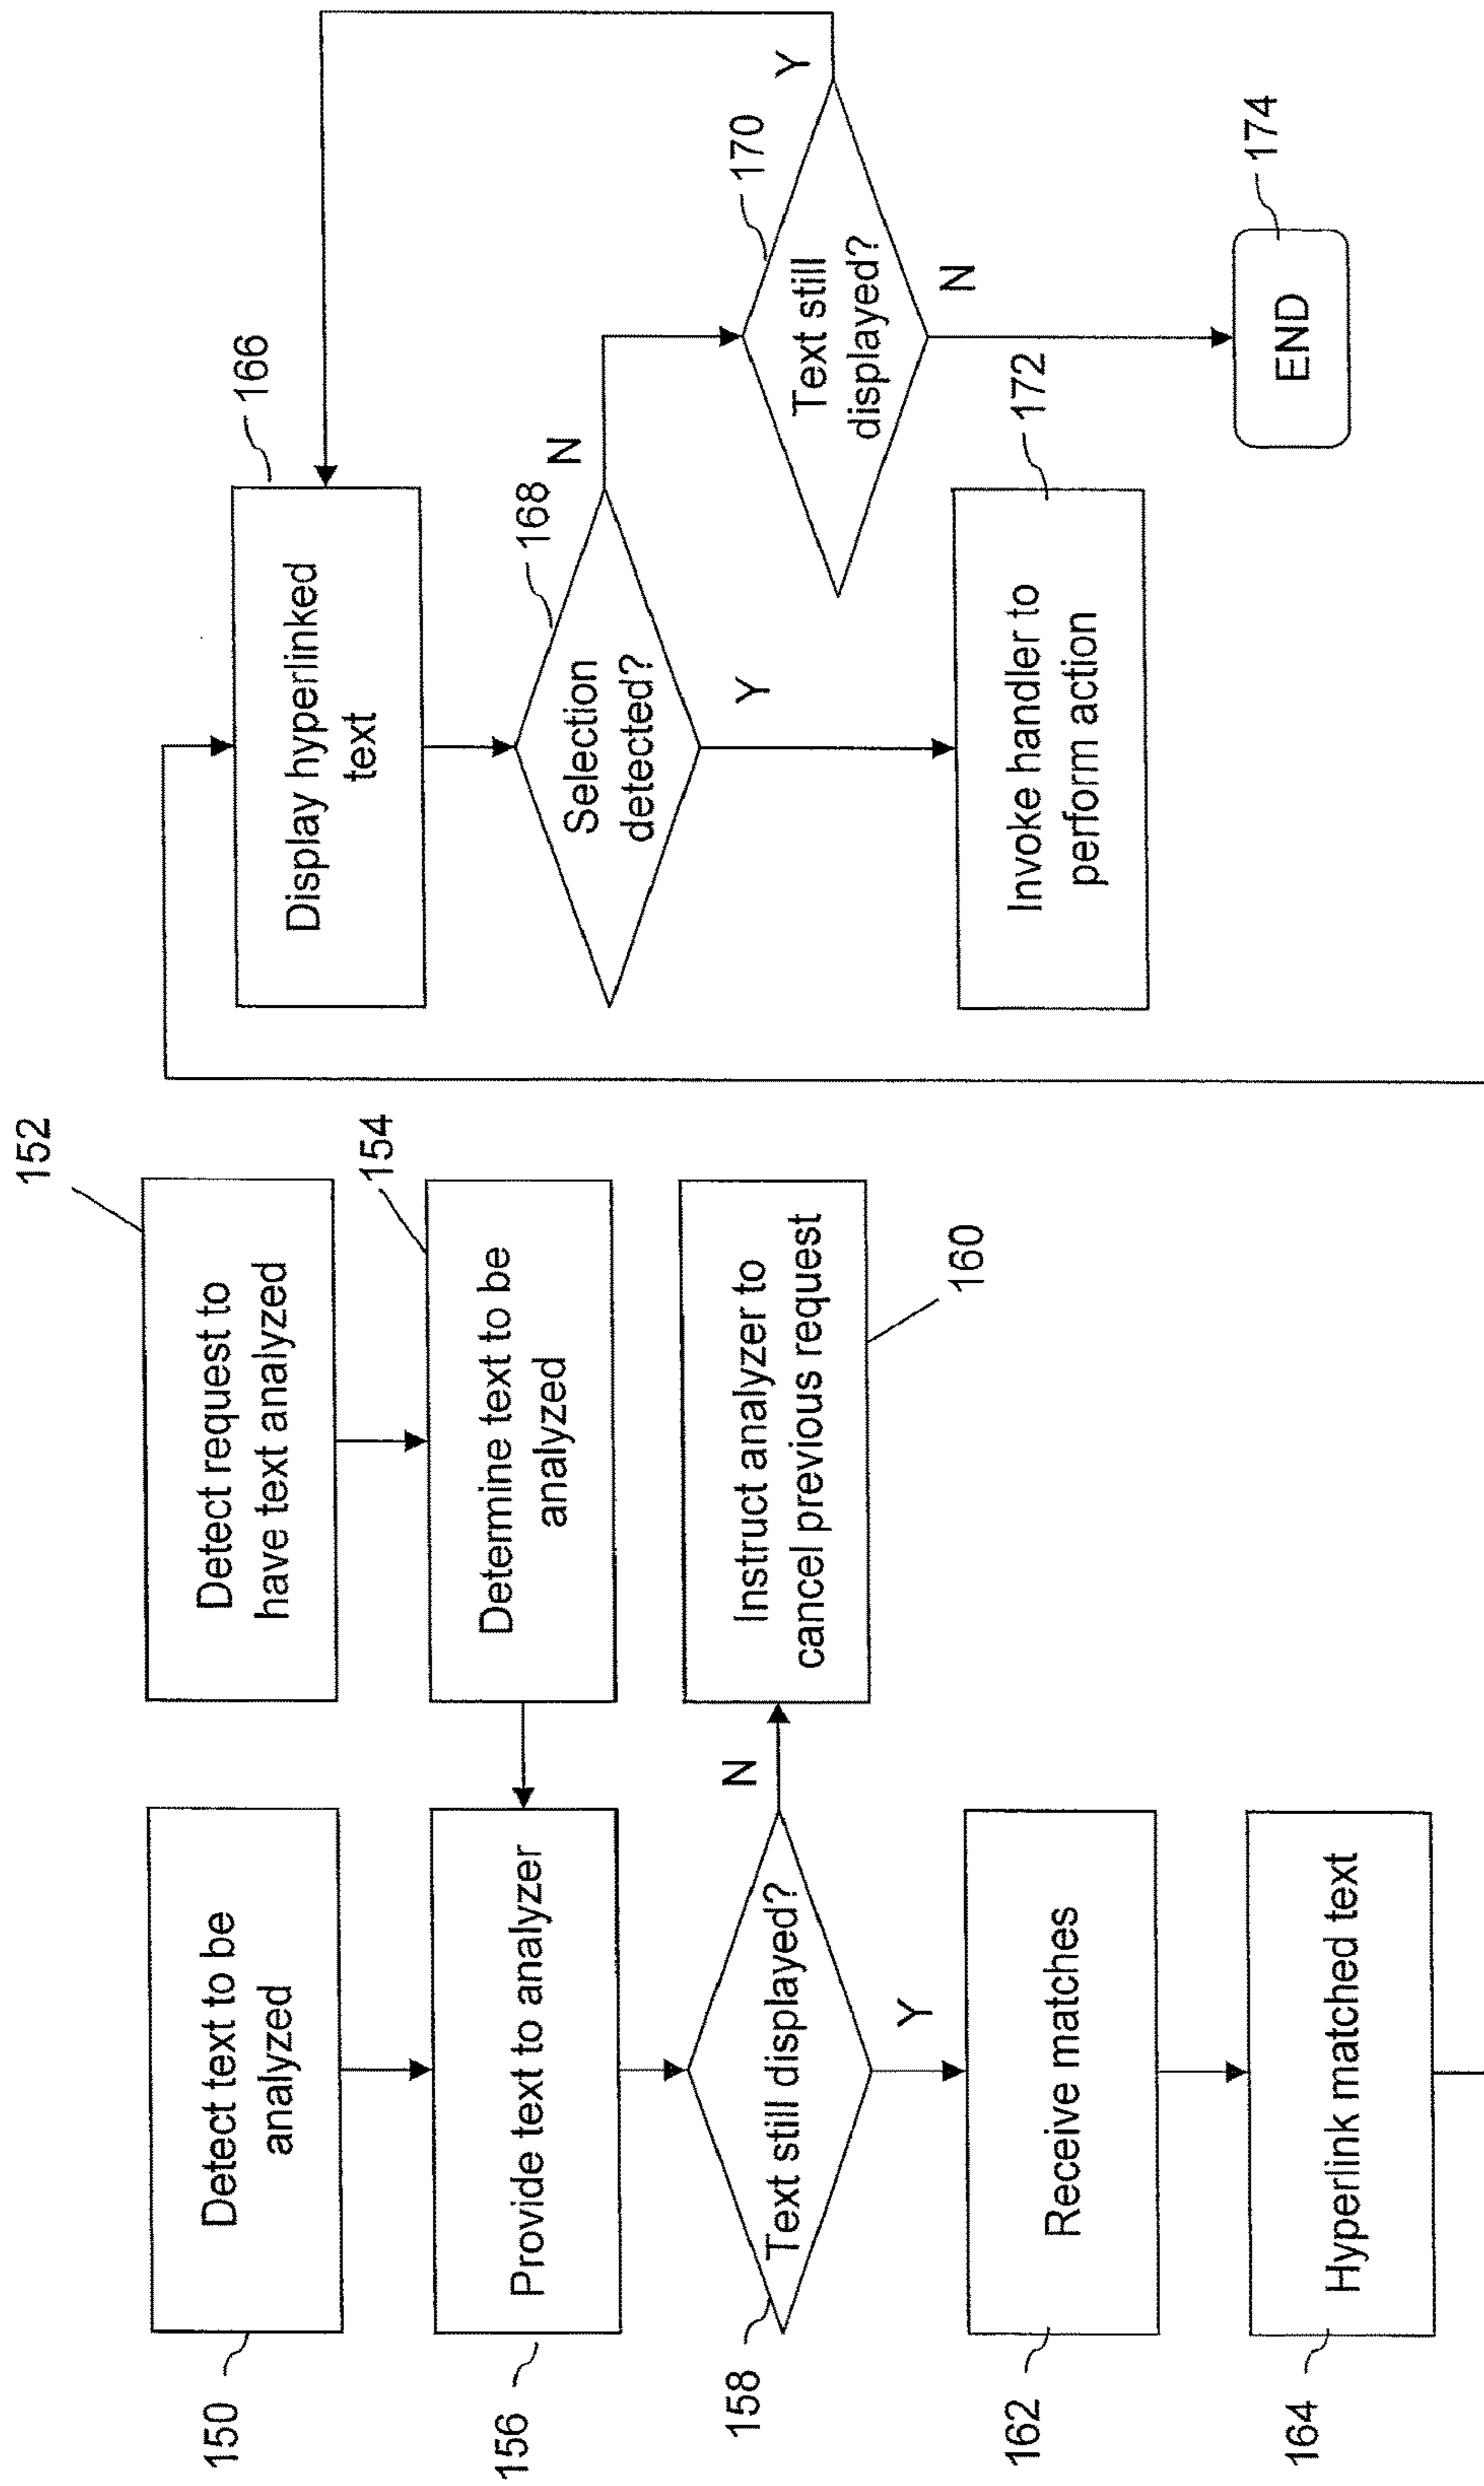 150
Detect text to be
analyzed
152
Detect request to
have text analyzed
154
Determine text to be
analyzed
156
Provide text to analyzer
158
Text still displayed?
N
Y
160
Instruct analyzer to
cancel previous request
162
Receive matches
164
Hyperlink matched text
166
Display hyperlinked
text
168
Selection
detected?
N
Y
170
Text still
displayed?
Y
N
172
Invoke handler to
perform action
174
END